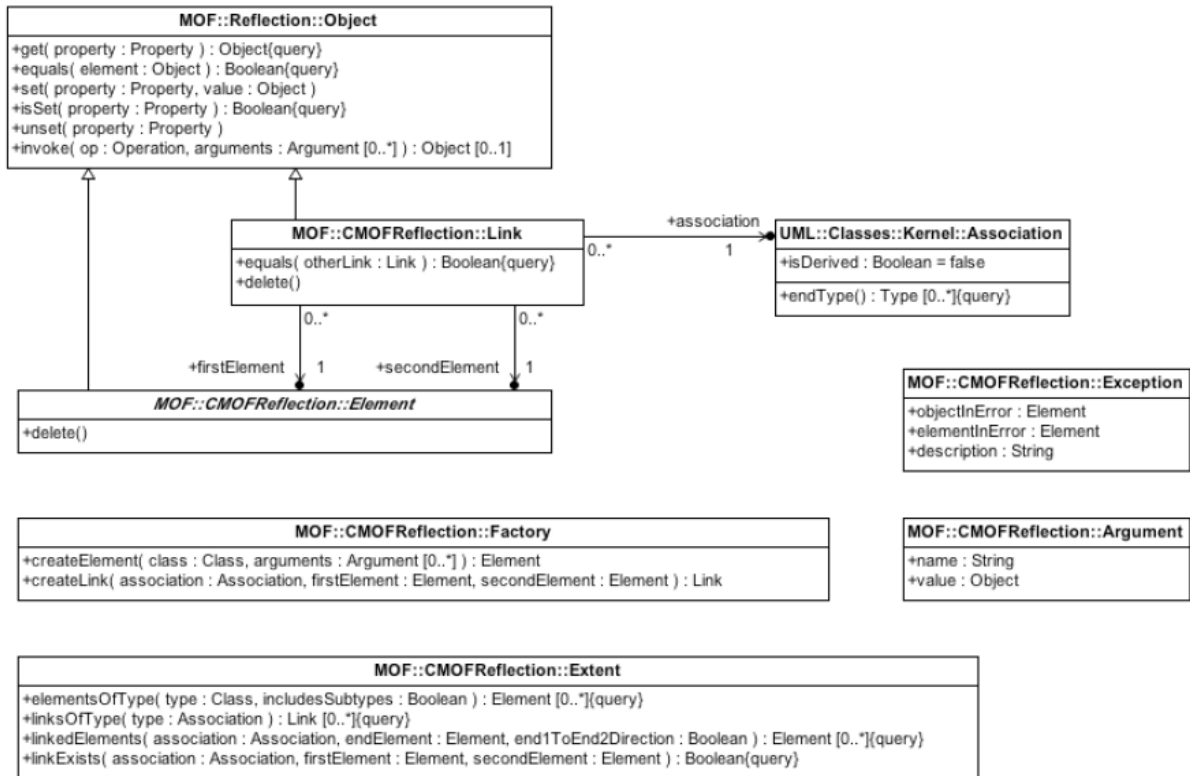 MOF::Reflection::Object
+get( property : Property ) : Object{query}
+equals( element : Object ) : Boolean{query}
+set( property : Property, value : Object )
+isSet( property : Property ) : Boolean{query}
+unset( property : Property )
+invoke( op : Operation, arguments : Argument [0..*] ) : Object [0..1]
MOF::CMOFReflection::Link
+equals( otherLink : Link ) : Boolean{query}
+delete()
+association
0..*
1
UML::Classes::Kernel::Association
+isDerived : Boolean = false
+endType() : Type [0..*]{query}
0..*
0..*
+firstElement
1
+secondElement
1
MOF::CMOFReflection::Element
+delete()
MOF::CMOFReflection::Exception
+objectInError : Element
+elementInError : Element
+description : String
MOF::CMOFReflection::Factory
+createElement( class : Class, arguments : Argument [0..*] ) : Element
+createLink( association : Association, firstElement : Element, secondElement : Element ) : Link
MOF::CMOFReflection::Argument
+name : String
+value : Object
MOF::CMOFReflection::Extent
+elementsOfType( type : Class, includesSubtypes : Boolean ) : Element [0..*]{query}
+linksOfType( type : Association ) : Link [0..*]{query}
+linkedElements( association : Association, endElement : Element, end1ToEnd2Direction : Boolean ) : Element [0..*]{query}
+linkExists( association : Association, firstElement : Element, secondElement : Element ) : Boolean{query}